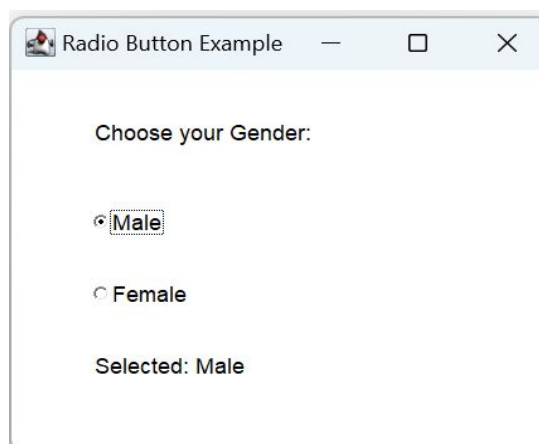 Radio Button Example
Choose your Gender:
Male
Female
Selected: Male